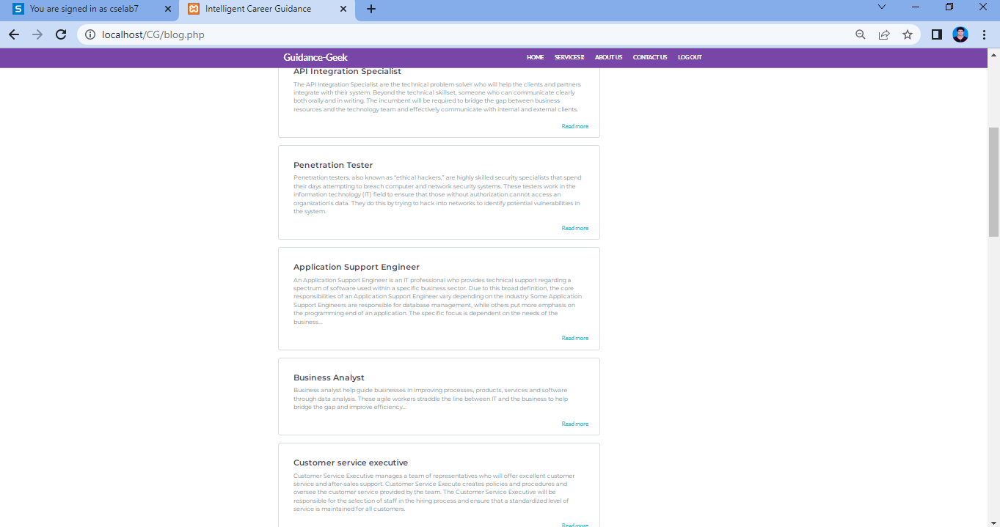 You are signed in as cselab7
Intelligent Career Guidance
localhost/CG/blog.php
Guidance-Geek
HOME SERVICES ABOUT US CONTACT US LOG OUT
API Integration Specialist
The API Integration Specialist are the technical problem solver who will help the clients and partners
integrate with their system. Beyond the technical skillset, someone who can communicate clearly
both orally and in writing. The incumbent will be required to bridge the gap between business
resources and the technology team and effectively communicate with internal and external clients.
Read more
Penetration Tester
Penetration testers, also known as “ethical hackers,” are highly skilled security specialists that spend
their days attempting to breach computer and network security systems. These testers work in the
information technology (IT) field to ensure that those without authorization cannot access an
organization’s data. They do this by trying to hack into networks to identify potential vulnerabilities in
the system.
Read more
Application Support Engineer
An Application Support Engineer is an IT professional who provides technical support regarding a
spectrum of software used within a specific business sector. Due to this broad definition, the core
responsibilities of an Application Support Engineer vary depending on the industry. Some Application
Support Engineers are responsible for database management, while others put more emphasis on
the programming end of an application. The specific focus is dependent on the needs of the
business...
Read more
Business Analyst
Business analyst help guide businesses in improving processes, products, services and software
through data analysis. These agile workers straddle the line between IT and the business to help
bridge the gap and improve efficiency...
Read more
Customer service executive
Customer Service Executive manages a team of representatives who will offer excellent customer
service and after-sales support. Customer Service Execute creates policies and procedures and
oversee the customer service provided by the team. The Customer Service Executive will be
responsible for the selection of staff in the hiring process and ensure that a standardized level of
service is maintained for all customers.
Read more